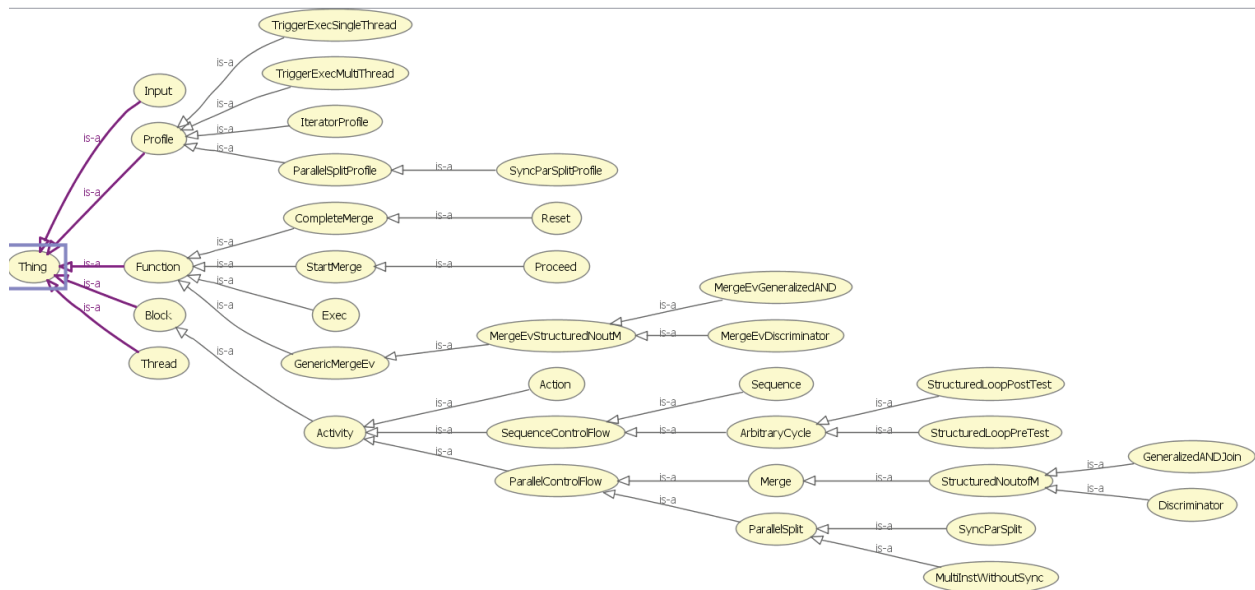 TriggerExecSingleThread
is-a
TriggerExecMultiThread
is-a
Input
is-a
IteratorProfile
is-a
Profile
is-a
is-a
ParallelSplitProfile
is-a
SyncParSplitProfile
is-a
CompleteMerge
is-a
Reset
is-a
Thing
is-a
Function
is-a
StartMerge
is-a
Proceed
is-a
is-a
Block
is-a
Exec
MergeEvGeneralizedAND
is-a
MergeEvStructuredNoutM
is-a
MergeEvDiscriminator
is-a
Thread
is-a
GenericMergeEv
is-a
is-a
Action
is-a
Sequence
is-a
StructuredLoopPostTest
is-a
Activity
is-a
SequenceControlFlow
is-a
ArbitraryCycle
is-a
StructuredLoopPreTest
is-a
GeneralizedANDJoin
is-a
ParallelControlFlow
is-a
Merge
is-a
StructuredNoutofM
is-a
Discriminator
is-a
ParallelSplit
is-a
SyncParSplit
is-a
MultiInstWithoutSync